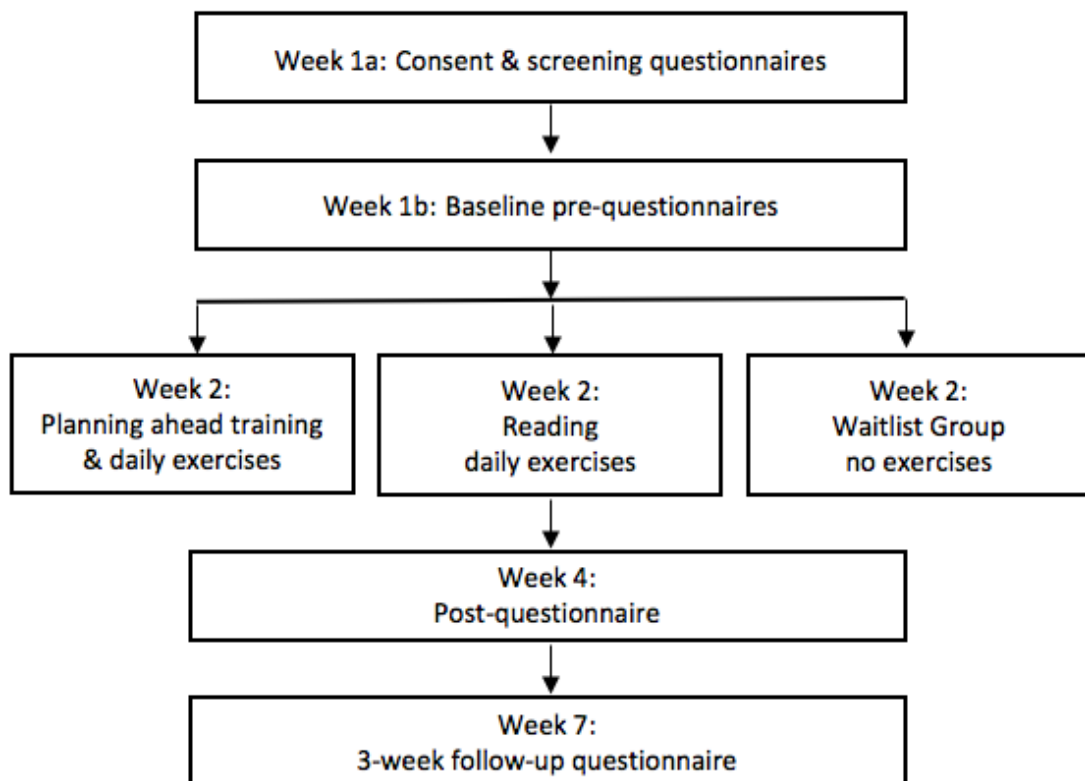 Week 1a: Consent & screening questionnaires
Week 1b: Baseline pre-questionnaires
Week 2:
Planning ahead training
& daily exercises
Week 2:
Reading
daily exercises
Week 2:
Waitlist Group
no exercises
Week 4:
Post-questionnaire
Week 7:
3-week follow-up questionnaire